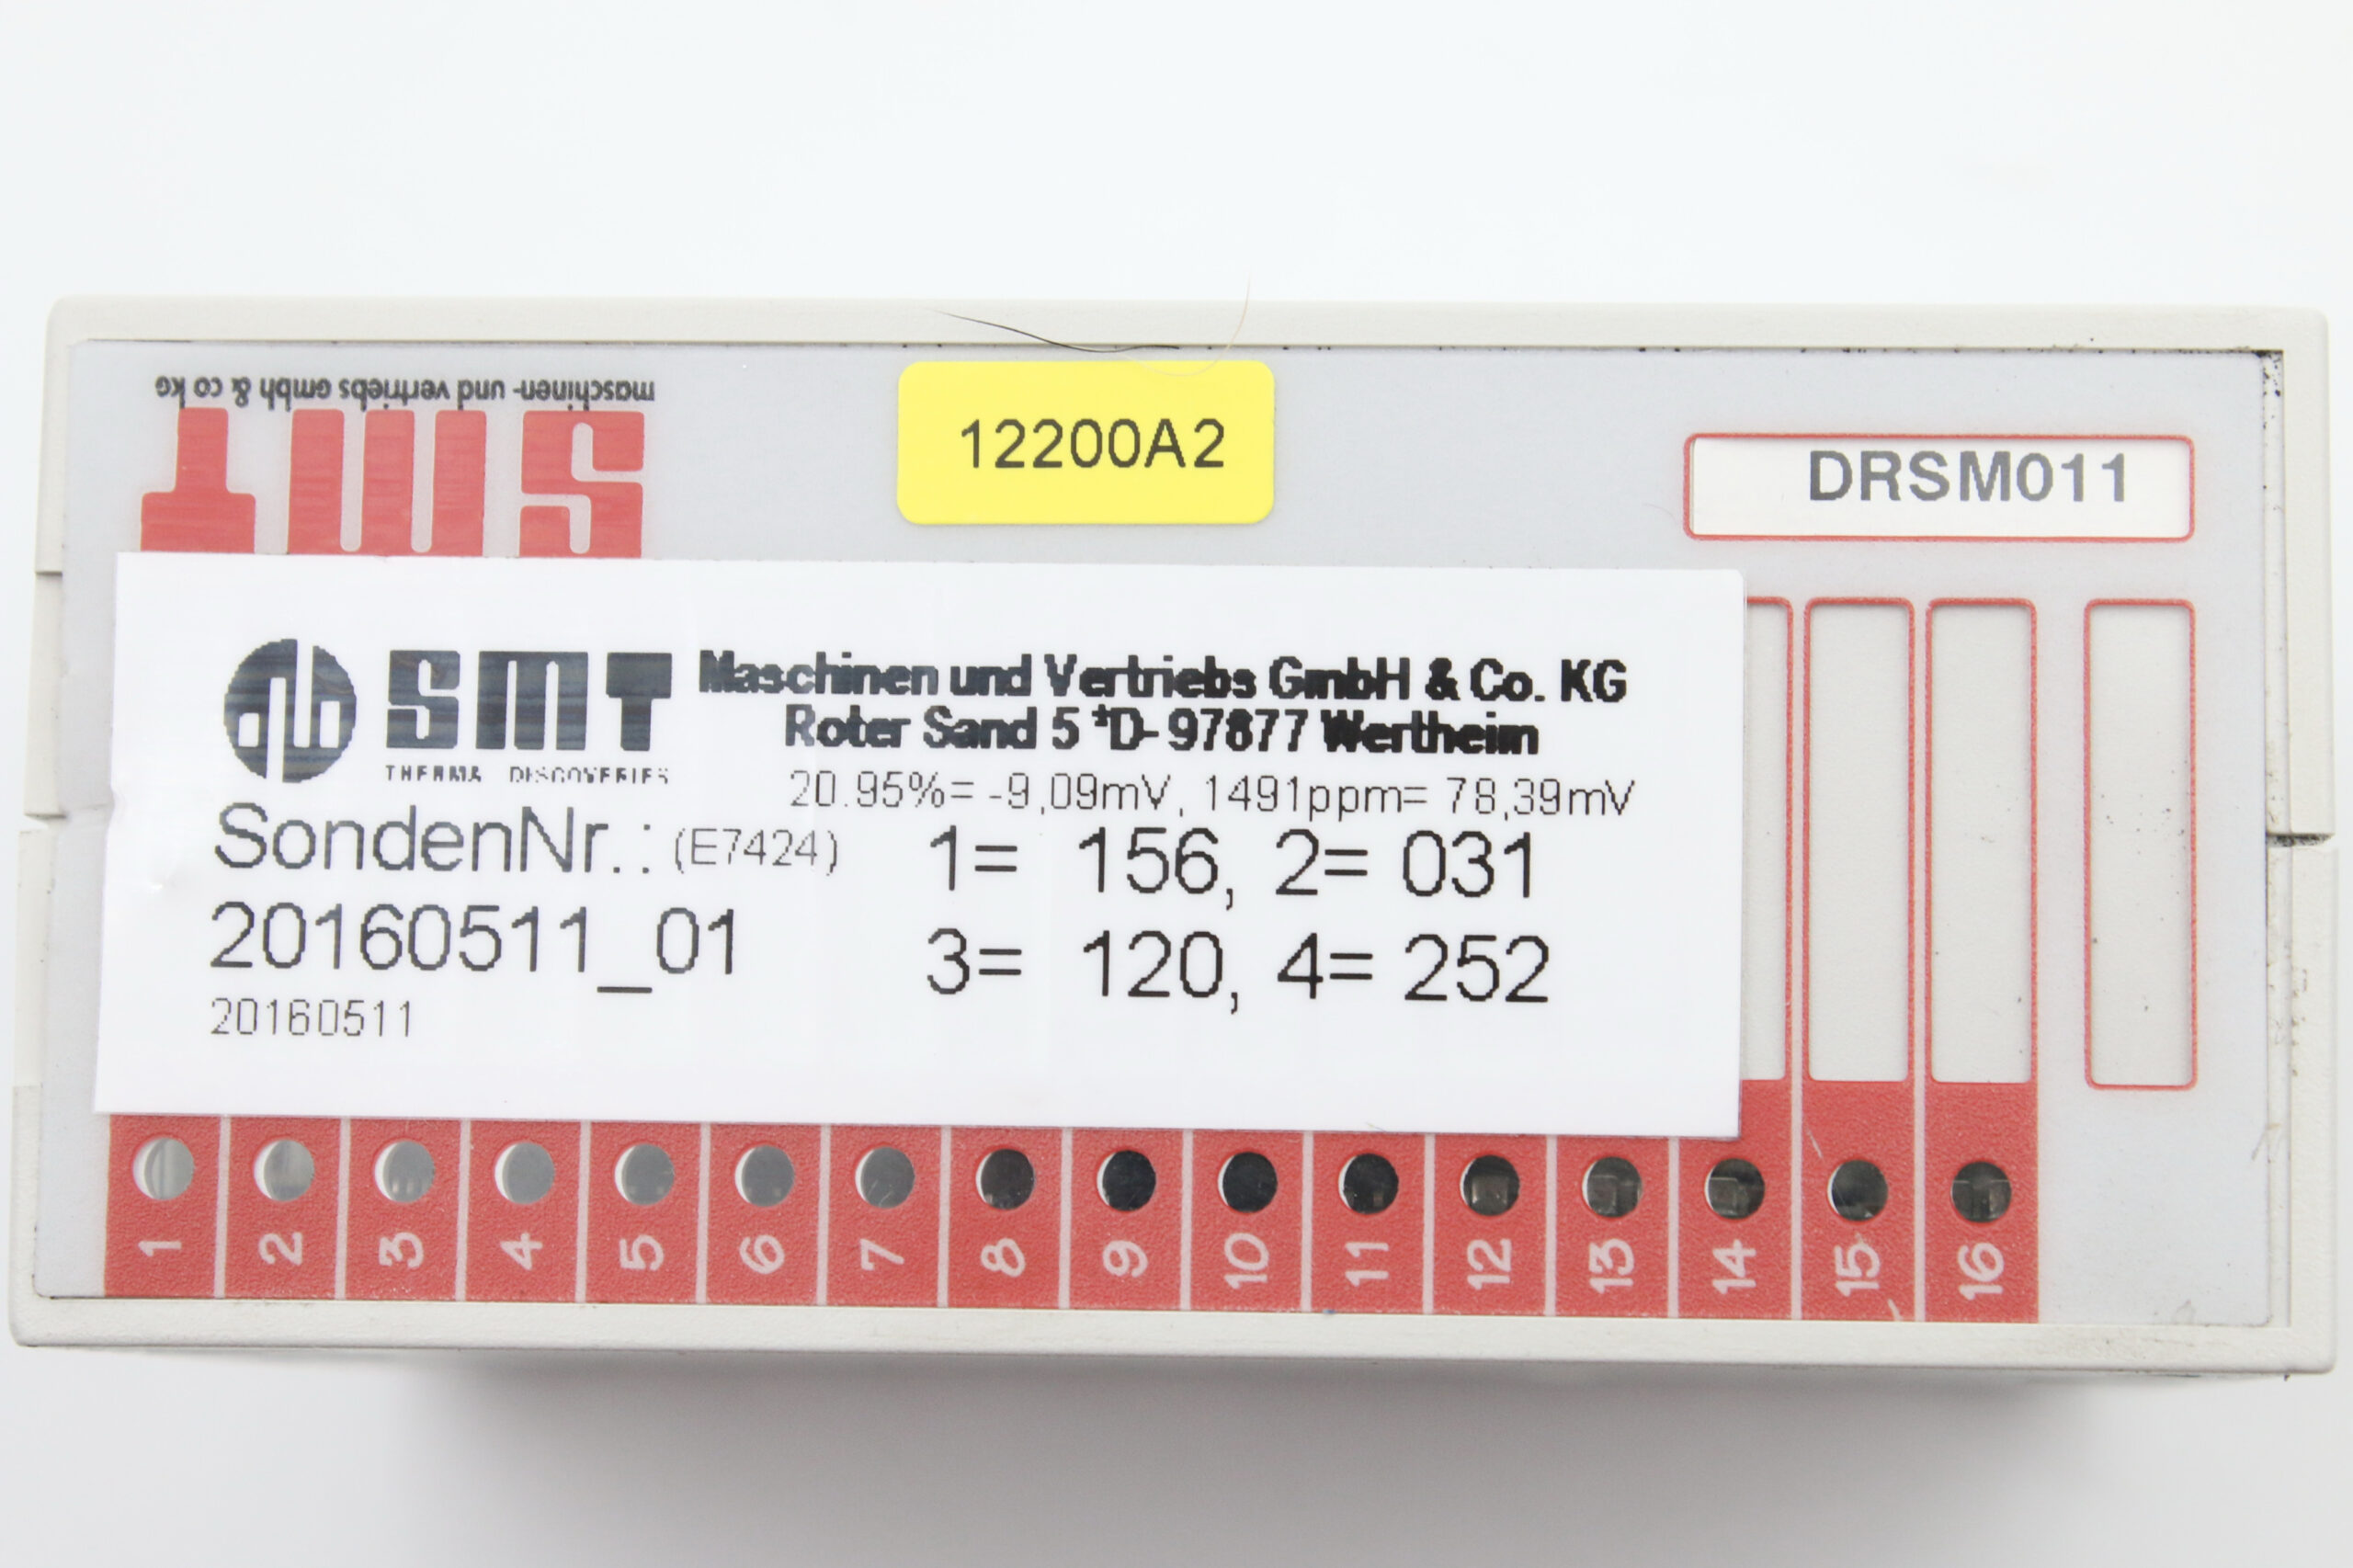 maschinen- und vertriebs gmbh & co kg
SMT
12200A2
DRSM011
SMT
THERMA DISCOVERIES
Maschinen und Vertriebs GmbH & Co. KG
Roter Sand 5 *D- 97877 Wertheim
20.95%= -9,09mV, 1491ppm= 78,39mV
SondenNr.: (E7424)
1= 156, 2= 031
20160511_01
3= 120, 4= 252
20160511
1 2 3 4 5 6 7 8 9 10 11 12 13 14 15 16